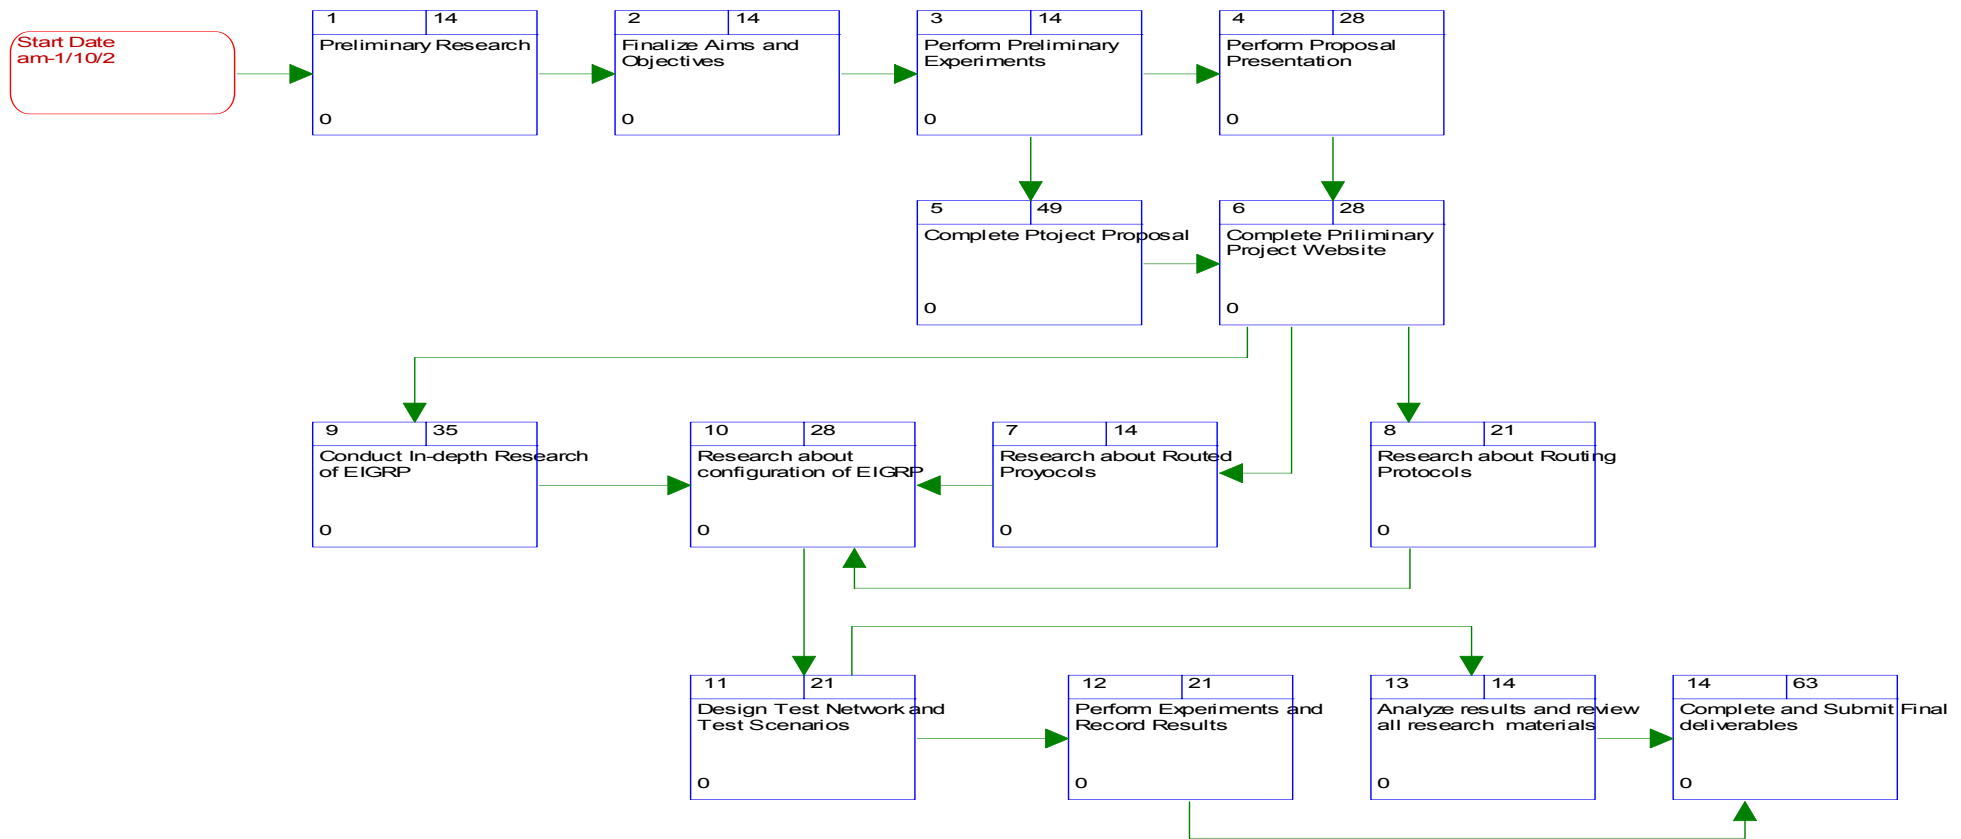 Start Date
am-1/10/2
1 14
Preliminary Research
0
2 14
Finalize Aims and
Objectives
0
3 14
Perform Preliminary
Experiments
0
4 28
Perform Proposal
Presentation
0
5 49
Complete Ptoject Proposal
0
6 28
Complete Priliminary
Project Website
0
9 35
Conduct In-depth Research
of EIGRP
0
10 28
Research about
configuration of EIGRP
0
7 14
Research about Routed
Proyocols
0
8 21
Research about Routing
Protocols
0
11 21
Design Test Network and
Test Scenarios
0
12 21
Perform Experiments and
Record Results
0
13 14
Analyze results and review
all research materials
0
14 63
Complete and Submit Final
deliverables
0